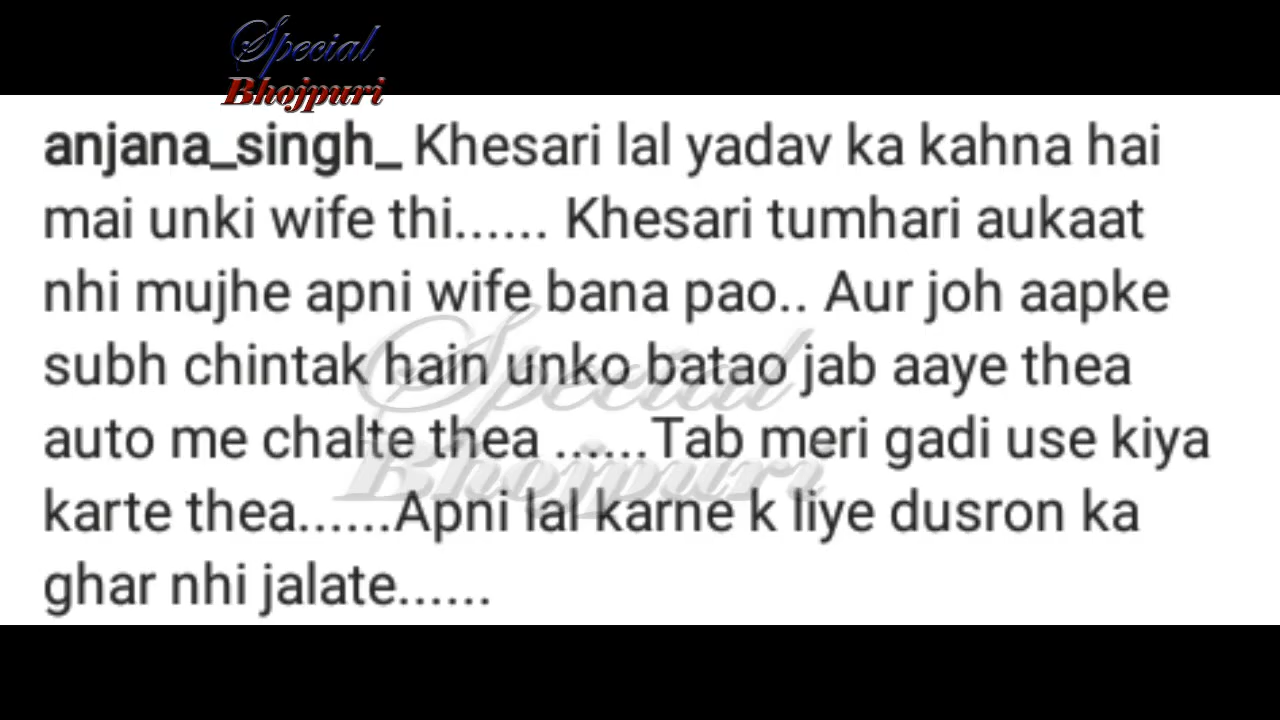 Special
Bhojpuri
anjana_singh_ Khesari lal yadav ka kahna hai
mai unki wife thi...... Khesari tumhari aukaat
nhi mujhe apni wife bana pao.. Aur joh aapke
subh chintak hain unko batao jab aaye thea
auto me chalte thea ......Tab meri gadi use kiya
karte thea......Apni lal karne k liye dusron ka
ghar nhi jalate......
Special
Bhojpuri